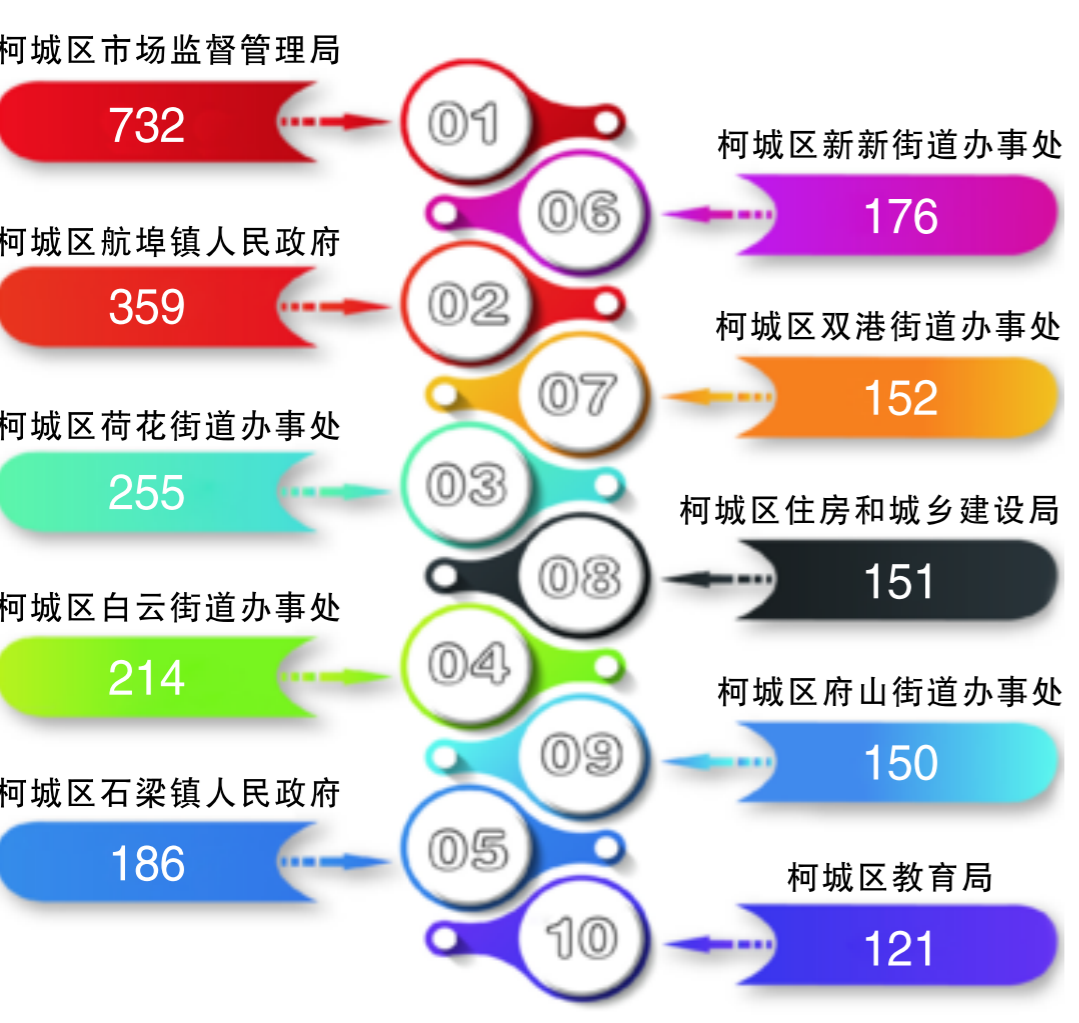 柯城区市场监督管理局
732
01
柯城区航埠镇人民政府
359
02
柯城区荷花街道办事处
255
03
柯城区白云街道办事处
214
04
柯城区石梁镇人民政府
186
05
柯城区新新街道办事处
176
06
柯城区双港街道办事处
152
07
柯城区住房和城乡建设局
151
08
柯城区府山街道办事处
150
09
柯城区教育局
121
10